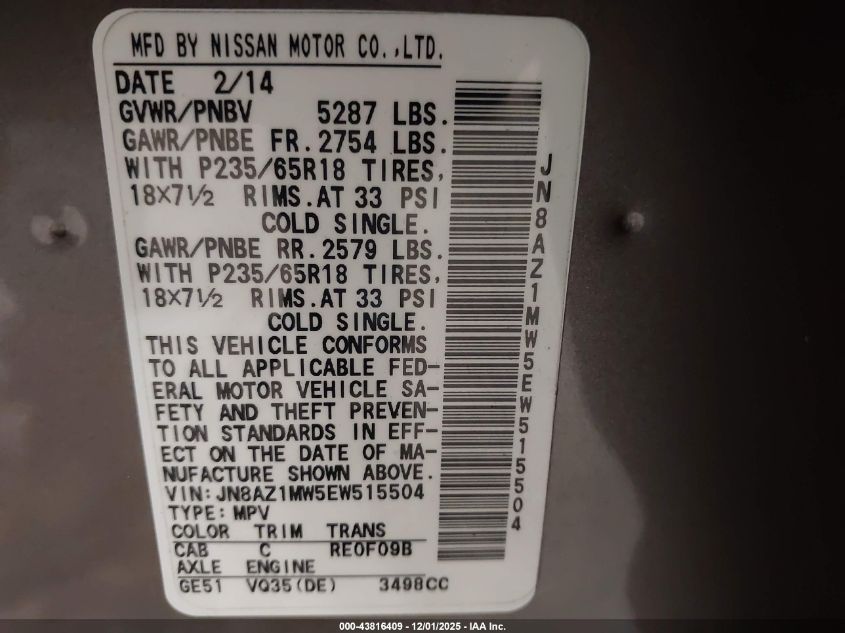 MFD BY NISSAN MOTOR CO.,LTD.
DATE 2/14
GVWR/PNBV 5287 LBS.
GAWR/PNBE FR.2754 LBS.
WITH P235/65R18 TIRES,
18X7½ RIMS.AT 33 PSI
COLD SINGLE.
GAWR/PNBE RR.2579 LBS.
WITH P235/65R18 TIRES,
18X7½ RIMS.AT 33 PSI
COLD SINGLE.
THIS VEHICLE CONFORMS
TO ALL APPLICABLE FED-
ERAL MOTOR VEHICLE SA-
FETY AND THEFT PREVEN-
TION STANDARDS IN EFF-
ECT ON THE DATE OF MA-
NUFACTURE SHOWN ABOVE.
VIN:JN8AZ1MW5EW515504
TYPE:MPV
COLOR TRIM TRANS
CAB C RE0F09B
AXLE ENGINE
GE51 VQ35(DE) 3498CC
JN8AZ1MW5EW515504
000-43816409 - 12/01/2025 - IAA Inc.